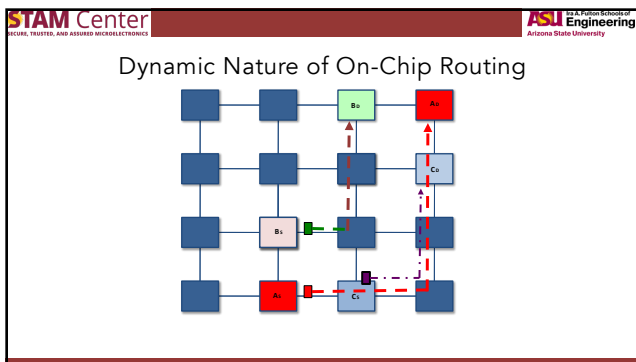 STAM Center
SECURE, TRUSTED, AND ASSURED MICROELECTRONICS
ASU Ira A. Fulton Schools of
Engineering
Arizona State University
Dynamic Nature of On-Chip Routing
BD
AD
CD
BS
AS
CS